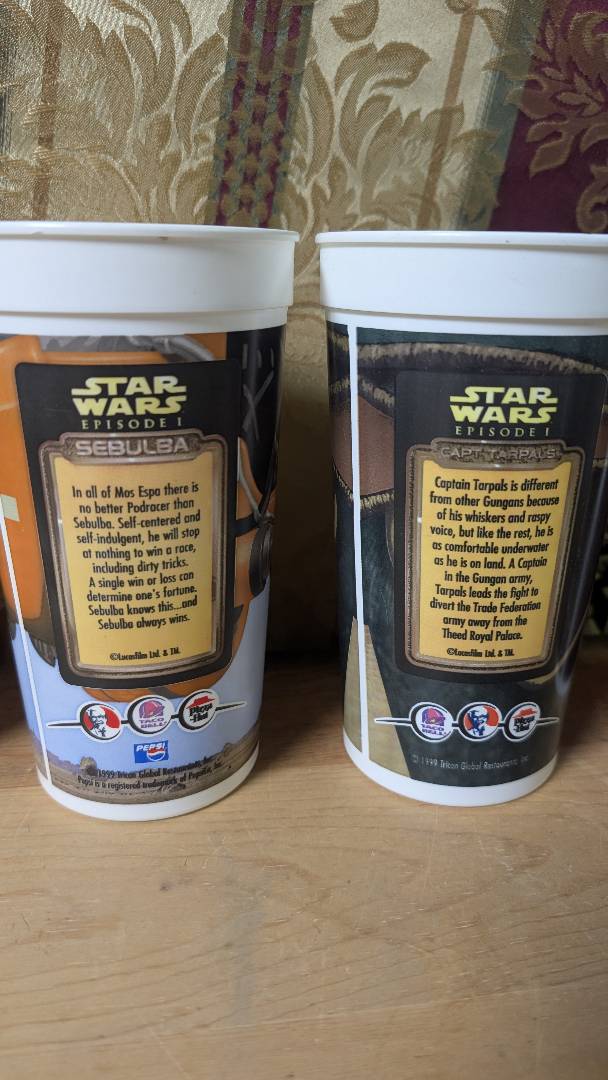 STAR
WARS
EPISODE I
SEBULBA
In all of Mos Espa there is
no better Podracer than
Sebulba. Self-centered and
self-indulgent, he will stop
at nothing to win a race,
including dirty tricks.
A single win or loss can
determine one's fortune.
Sebulba knows this...and
Sebulba always wins.
©Lucasfilm Ltd. & TM.
TACO
BELL
Pizza
Hut
PEPSI
1999 Tricon Global Restaurants, Inc.
Pepsi is a registered trademark of PepsiCo, Inc.
STAR
WARS
EPISODE I
CAPT. TARPALS
Captain Tarpals is different
from other Gungans because
of his whiskers and raspy
voice, but like the rest, he is
as comfortable underwater
as he is on land. A Captain
in the Gungan army,
Tarpals leads the fight to
divert the Trade Federation
army away from the
Theed Royal Palace.
©Lucasfilm Ltd. & TM.
TACO
BELL
Pizza
Hut
© 1999 Tricon Global Restaurants, Inc.